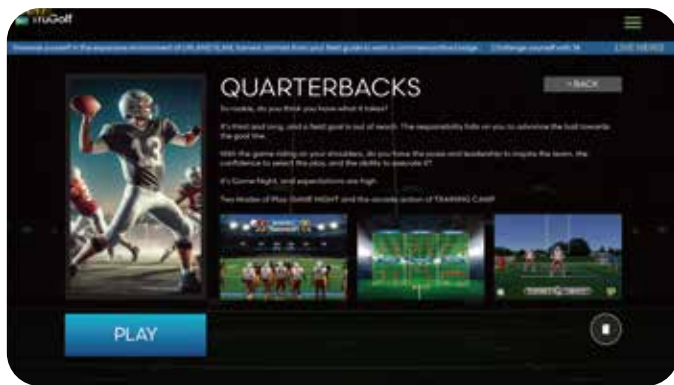 TruGolf
LIVE NEWS
QUARTERBACKS
< BACK
So rookie, do you think you have what it takes?
It's third and long, and a field goal is out of reach. The responsibility falls on you to advance the ball towards
the goal line.
With the game riding on your shoulders, do you have the poise and leadership to inspire the team, the
confidence to select the play, and the ability to execute it?
It's Game Night, and expectations are high.
Two Modes of Play GAME NIGHT and the arcade action of TRAINING CAMP
13
PLAY